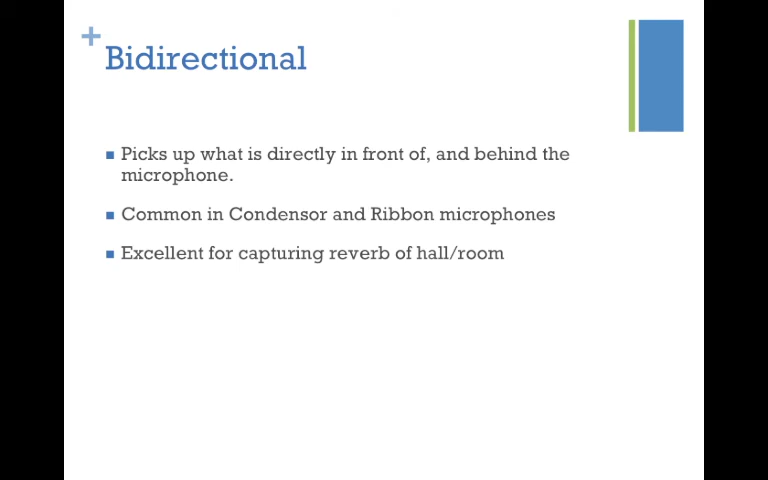 +
Bidirectional
■ Picks up what is directly in front of, and behind the
microphone.
■ Common in Condensor and Ribbon microphones
■ Excellent for capturing reverb of hall/room